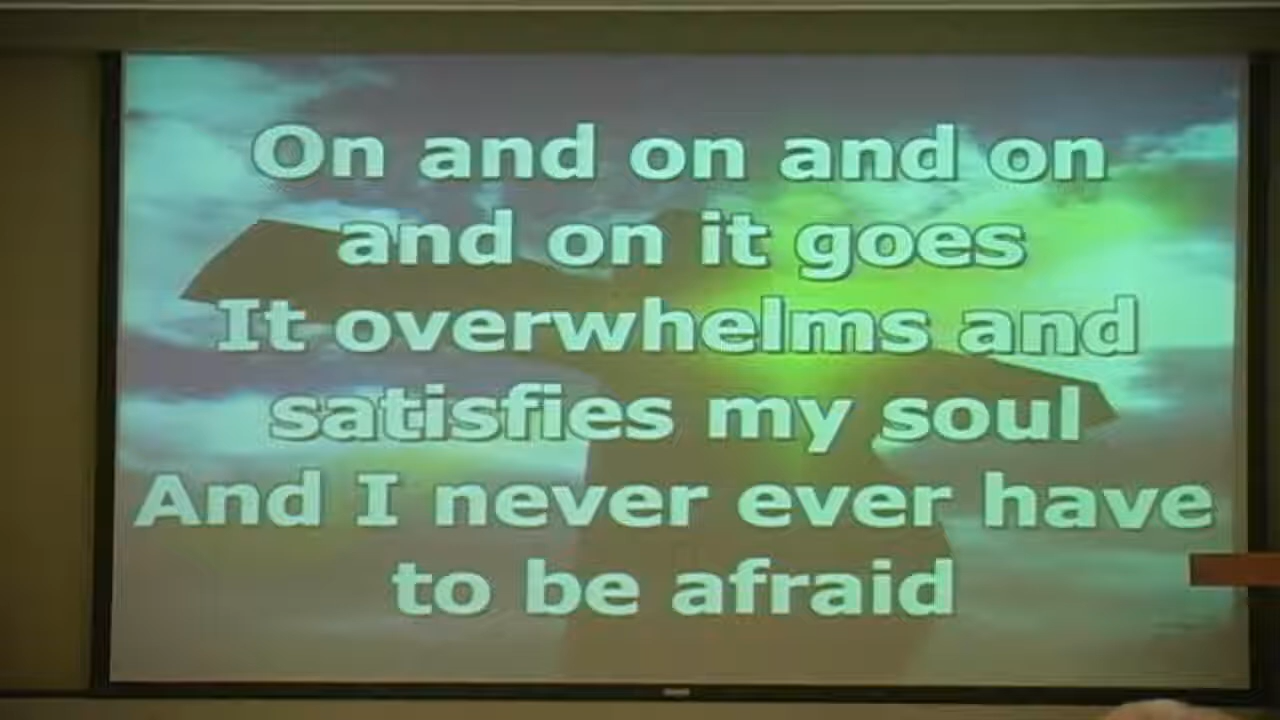 On and on and on
and on it goes
It overwhelms and
satisfies my soul
And I never ever have
to be afraid